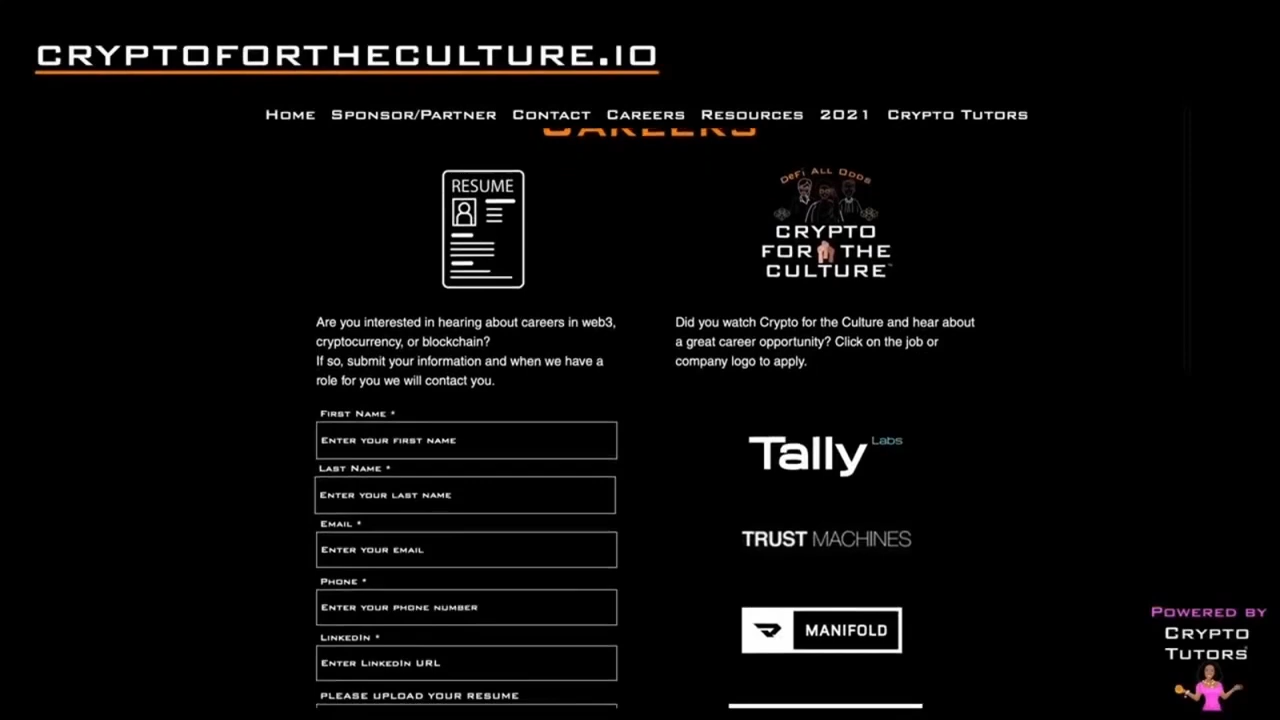 CRYPTOFORTHECULTURE.IO
HOME SPONSOR/PARTNER CONTACT CAREERS RESOURCES 2021 CRYPTO TUTORS
CAREERS
RESUME
Are you interested in hearing about careers in web3,
cryptocurrency, or blockchain?
If so, submit your information and when we have a
role for you we will contact you.
FIRST NAME *
ENTER YOUR FIRST NAME
LAST NAME *
ENTER YOUR LAST NAME
EMAIL *
ENTER YOUR EMAIL
PHONE *
ENTER YOUR PHONE NUMBER
LINKEDIN *
ENTER LINKEDIN URL
PLEASE UPLOAD YOUR RESUME
DEFI ALL ODDS
CRYPTO
FOR THE
CULTURE™
Did you watch Crypto for the Culture and hear about
a great career opportunity? Click on the job or
company logo to apply.
Tally Labs
TRUST MACHINES
MANIFOLD
POWERED BY
CRYPTO
TUTORS